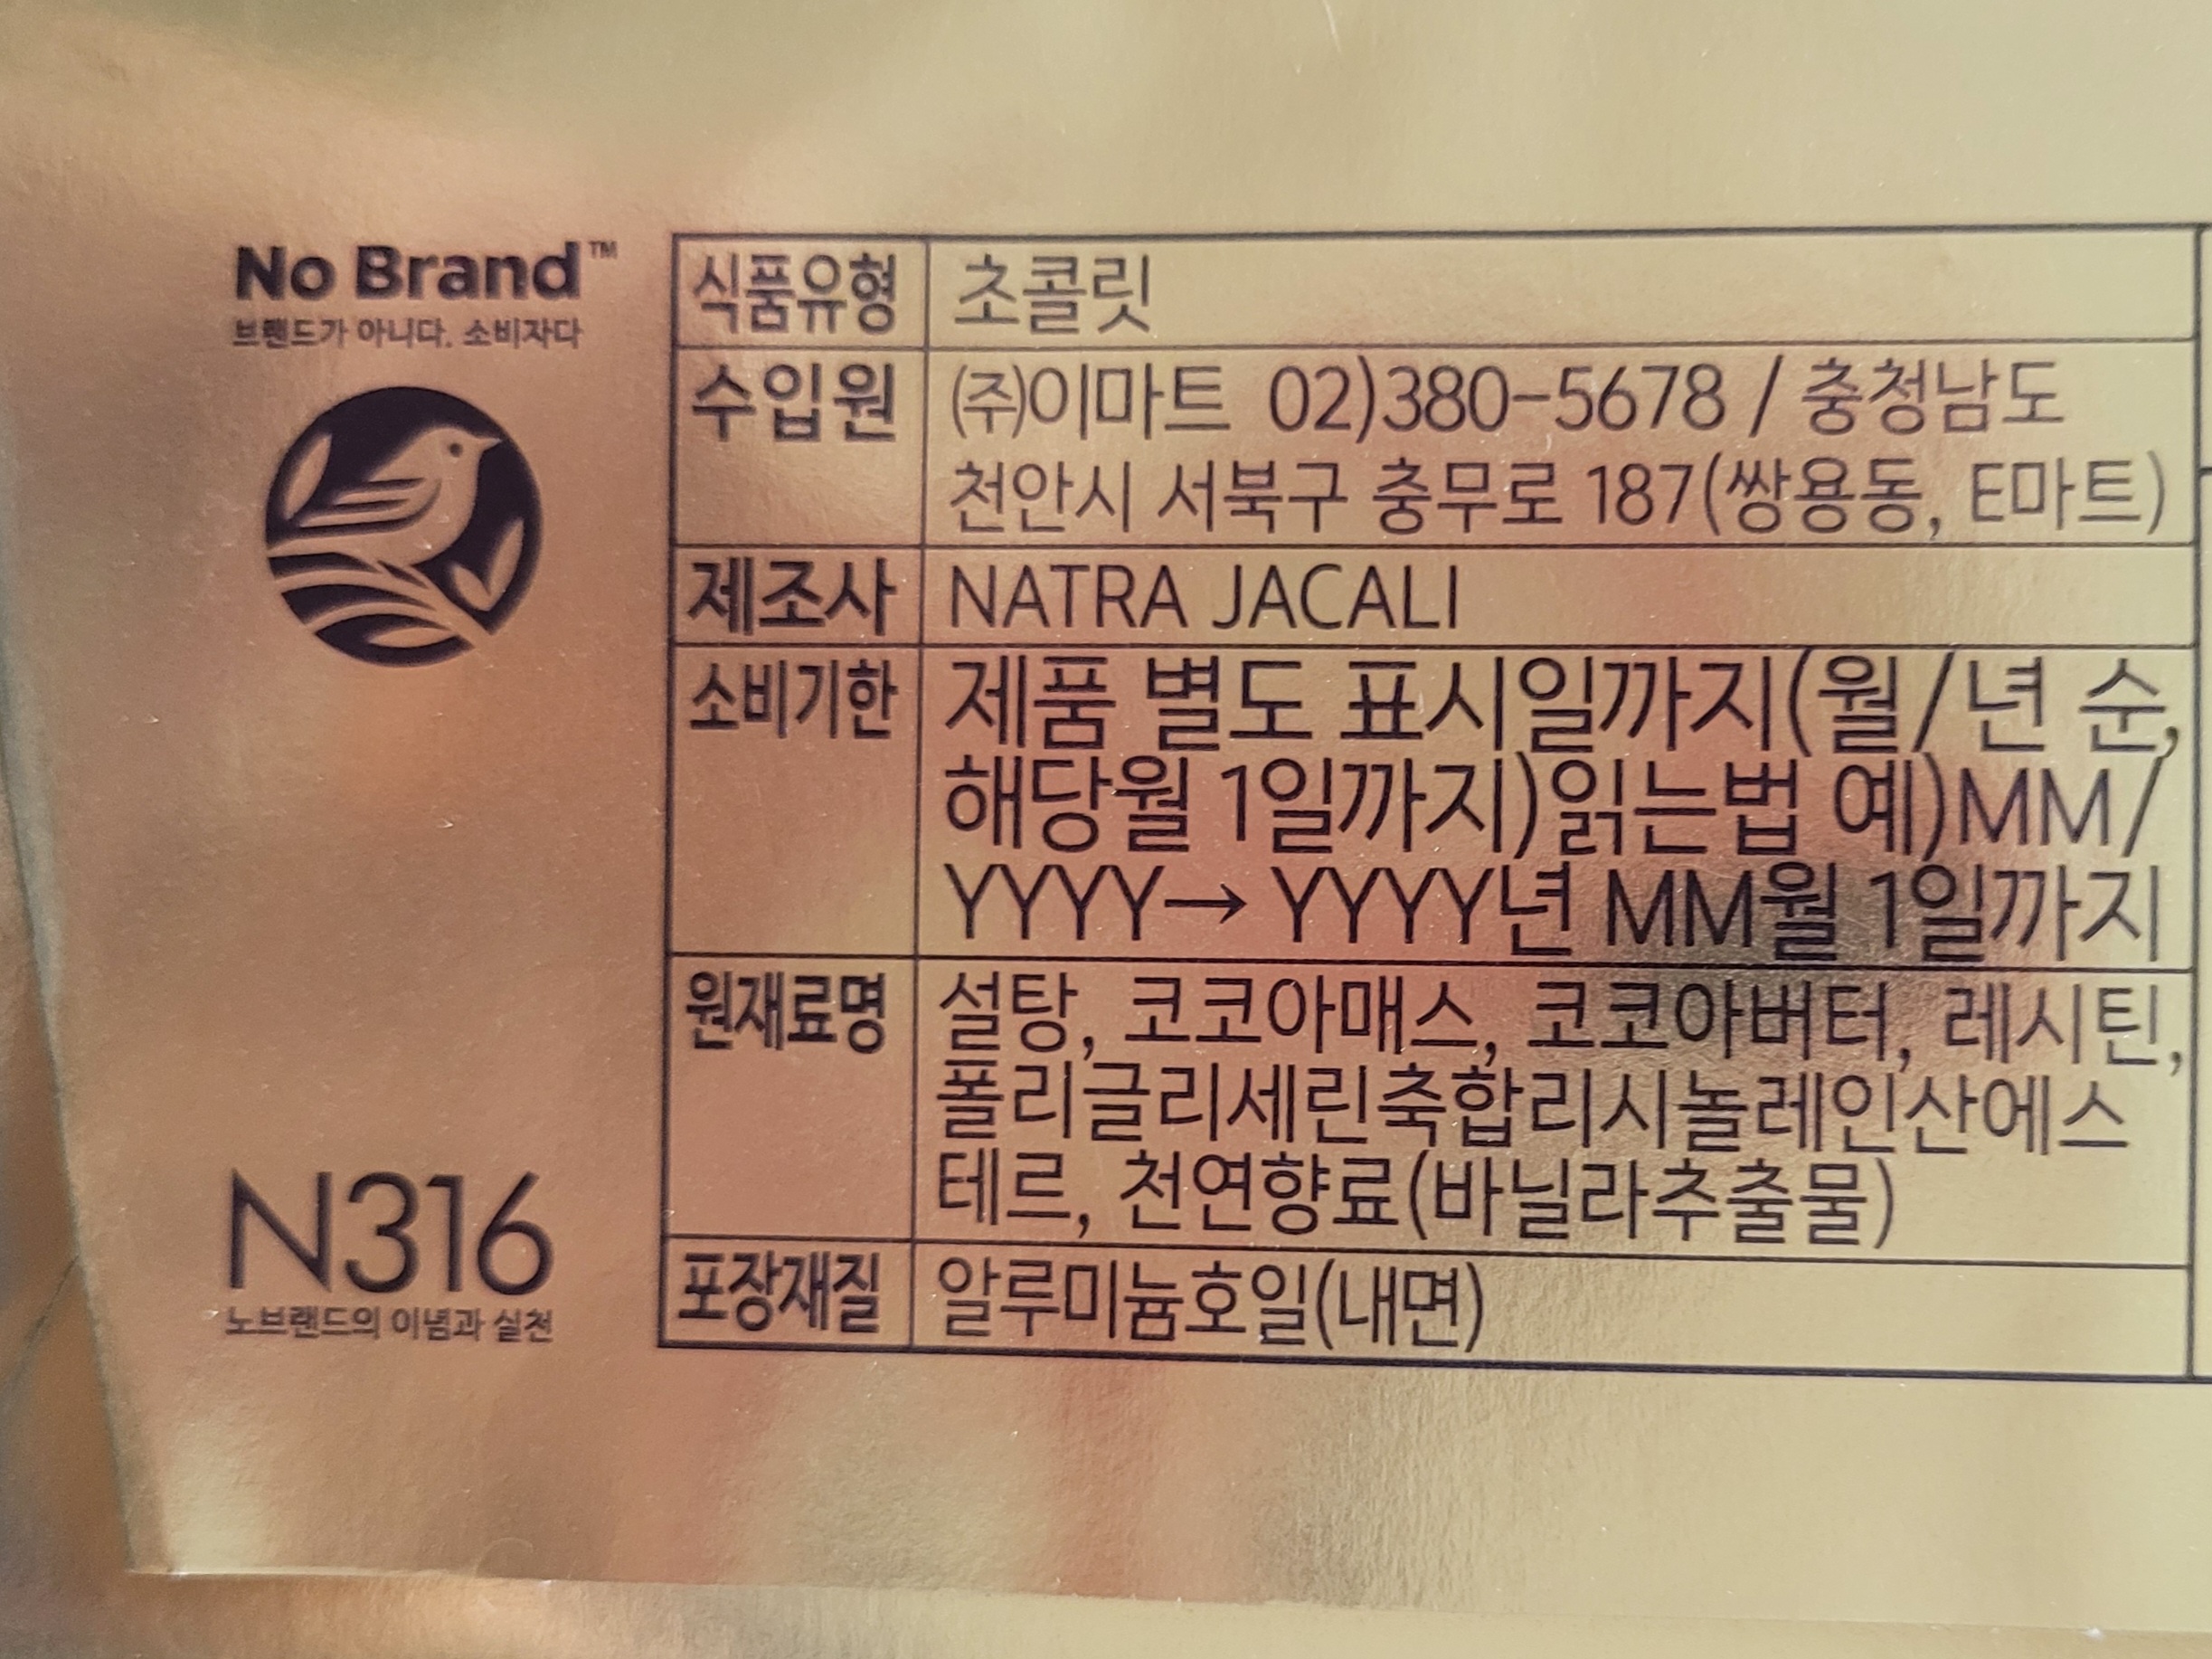 No Brand™
브랜드가 아니다. 소비자다
N316
노브랜드의 이념과 실천
식품유형 초콜릿
수입원 ㈜이마트 02)380-5678 / 충청남도
천안시 서북구 충무로 187(쌍용동, E마트)
제조사 NATRA JACALI
소비기한 제품 별도 표시일까지(월/년 순,
해당월 1일까지)읽는법 예)MM/
YYYY→ YYYY년 MM월 1일까지
원재료명 설탕, 코코아매스, 코코아버터, 레시틴,
폴리글리세린축합리시놀레인산에스
테르, 천연향료(바닐라추출물)
포장재질 알루미늄호일(내면)